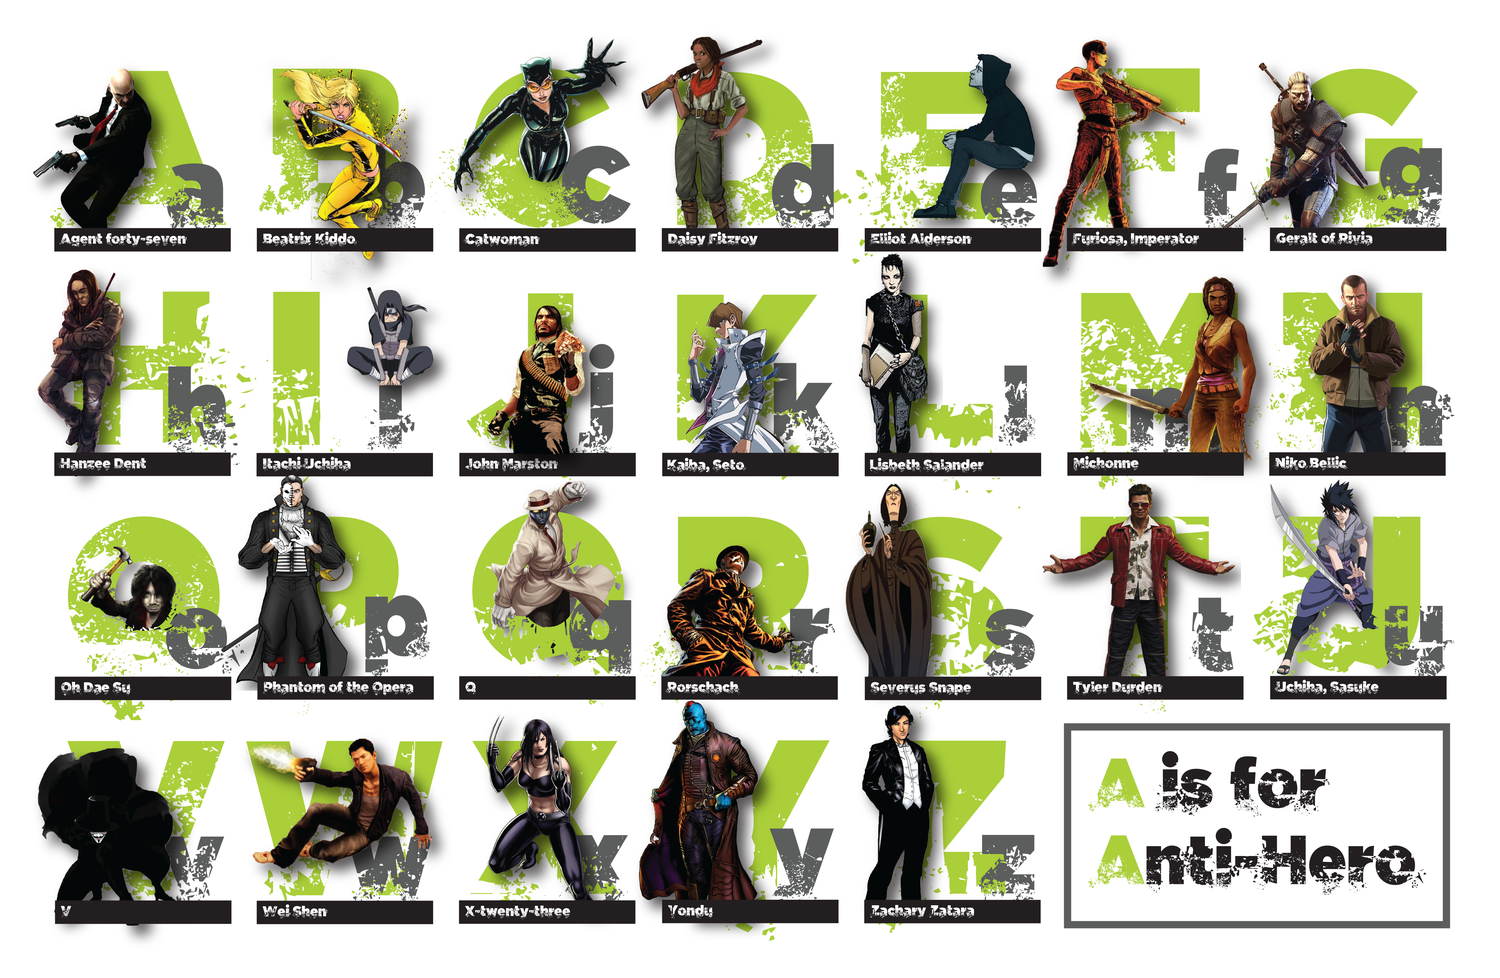 A a
Agent forty-seven
B b
Beatrix Kiddo
C c
Catwoman
D d
Daisy Fitzroy
E e
Elliot Alderson
F f
Furiosa, Imperator
G g
Geralt of Rivia
H h
Hanzee Dent
I i
Itachi Uchiha
J j
John Marston
K k
Kaiba, Seto
L l
Lisbeth Salander
M m
Michonne
N n
Niko Bellic
O o
Oh Dae Su
P p
Phantom of the Opera
Q q
Q
R r
Rorschach
S s
Severus Snape
T t
Tyler Durden
U u
Uchiha, Sasuke
V v
V
W w
Wei Shen
X x
X-twenty-three
Y y
Yondu
Z z
Zachary Zatara
A is for
Anti-Hero